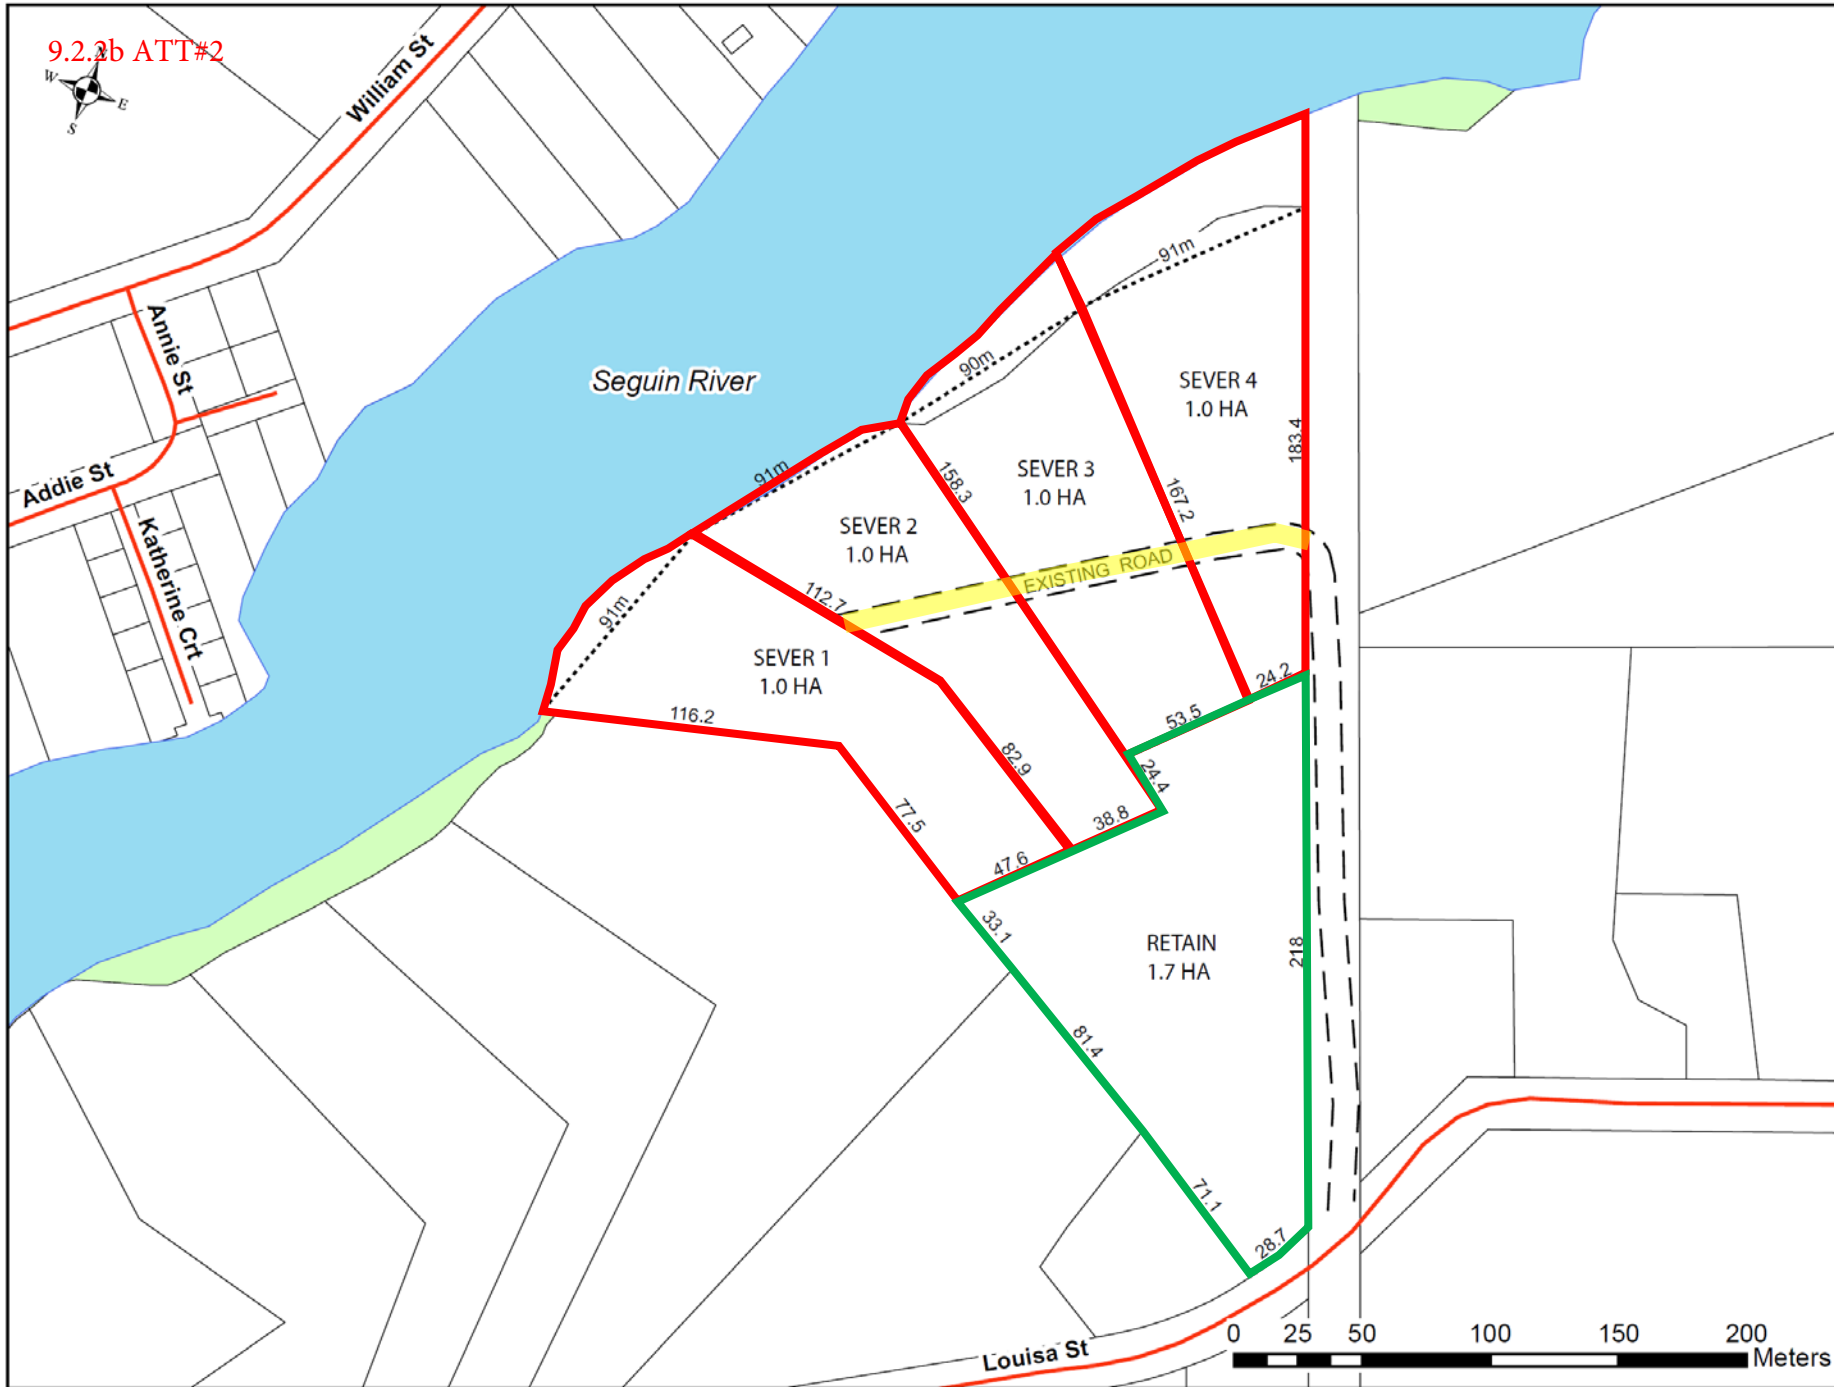 9.2.2b ATT#2
N
W
E
S
William St
Annie St
Addie St
Katherine Crt
Seguin River
91m
90m
91m
91m
SEVER 4
1.0 HA
183.4
SEVER 3
1.0 HA
158.3
167.2
SEVER 2
1.0 HA
112.7
EXISTING ROAD
SEVER 1
1.0 HA
116.2
24.2
53.5
24.4
82.9
38.8
77.5
47.6
33.1
RETAIN
1.7 HA
218
81.4
71.1
28.7
Louisa St
0 25 50 100 150 200
Meters